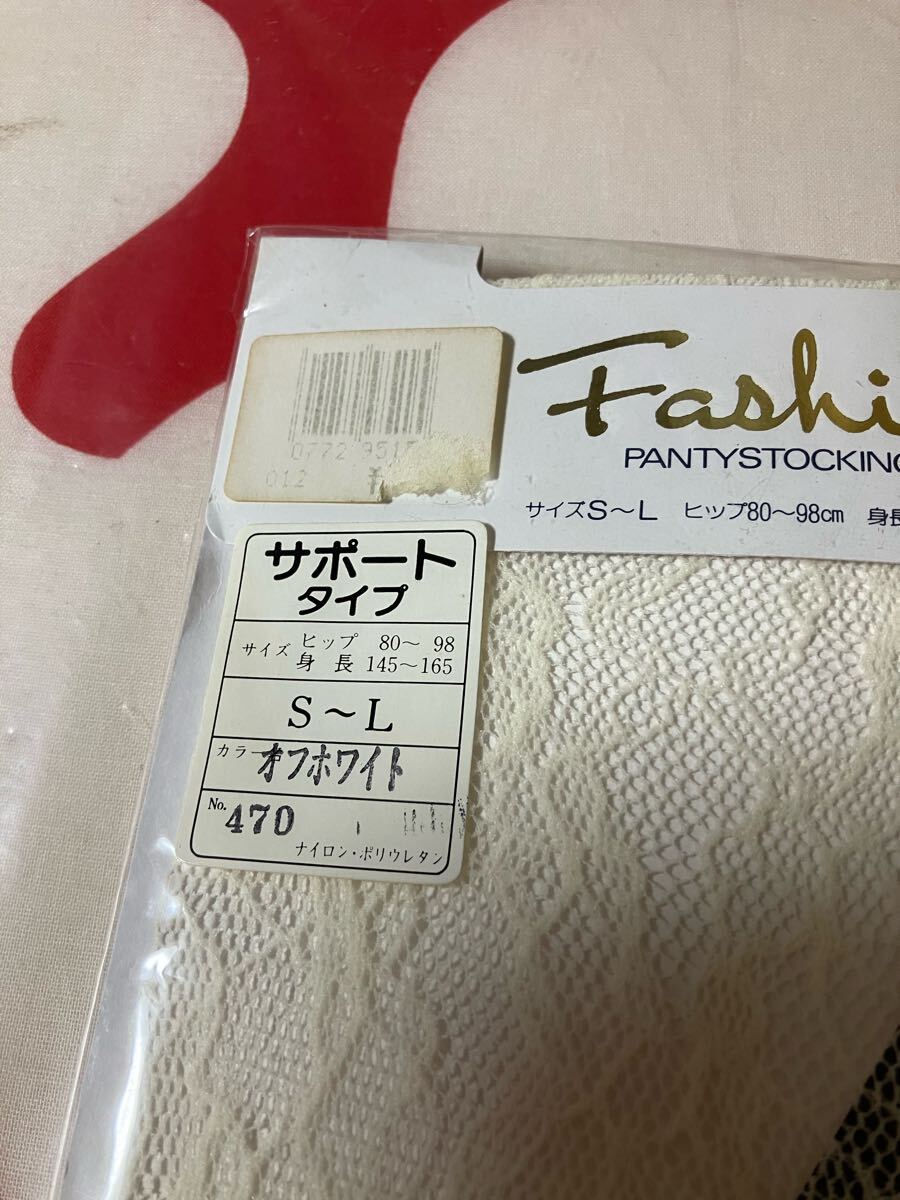 0772 951
012
Fashi
PANTYSTOCKING
サイズS～L ヒップ80～98cm 身長
サポート
タイプ
サイズ ヒップ 80～ 98
身 長 145～165
S～L
カラー オフホワイト
No. 470
ナイロン・ポリウレタン